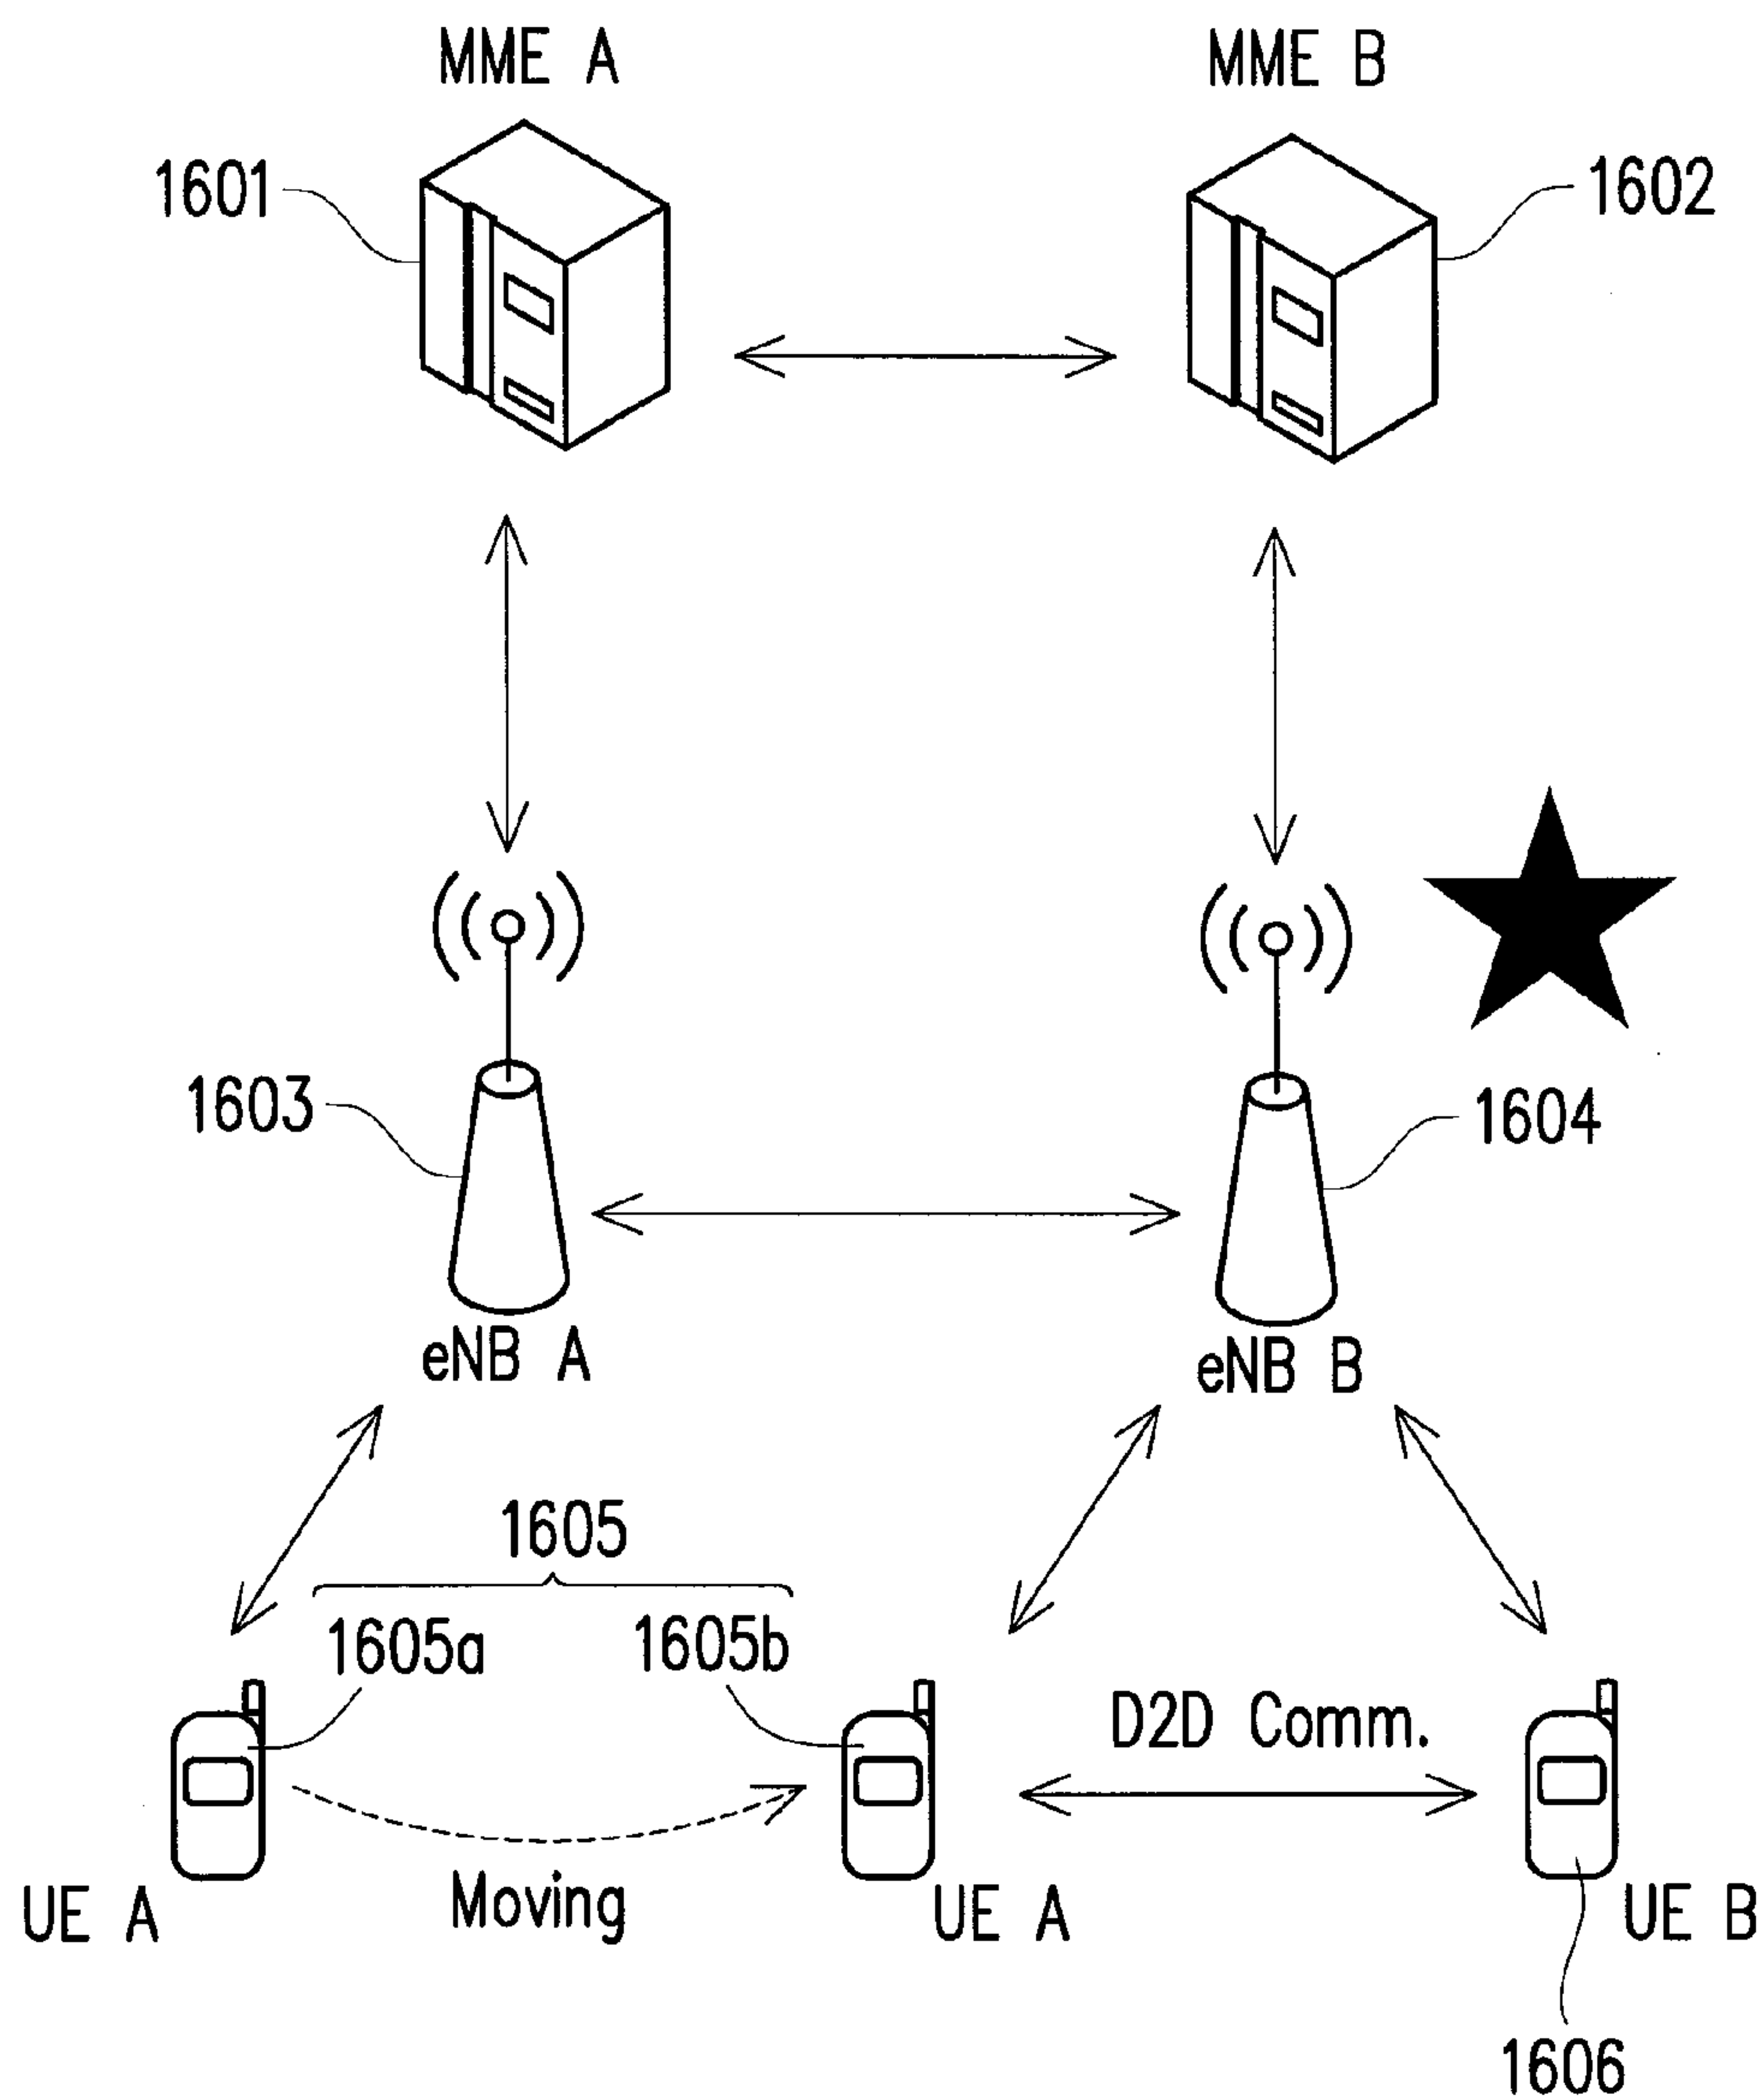 MME A
MME B
1601
1602
1603
1604
eNB A
eNB B
1605
1605a
1605b
D2D Comm.
UE A
Moving
UE A
UE B
1606